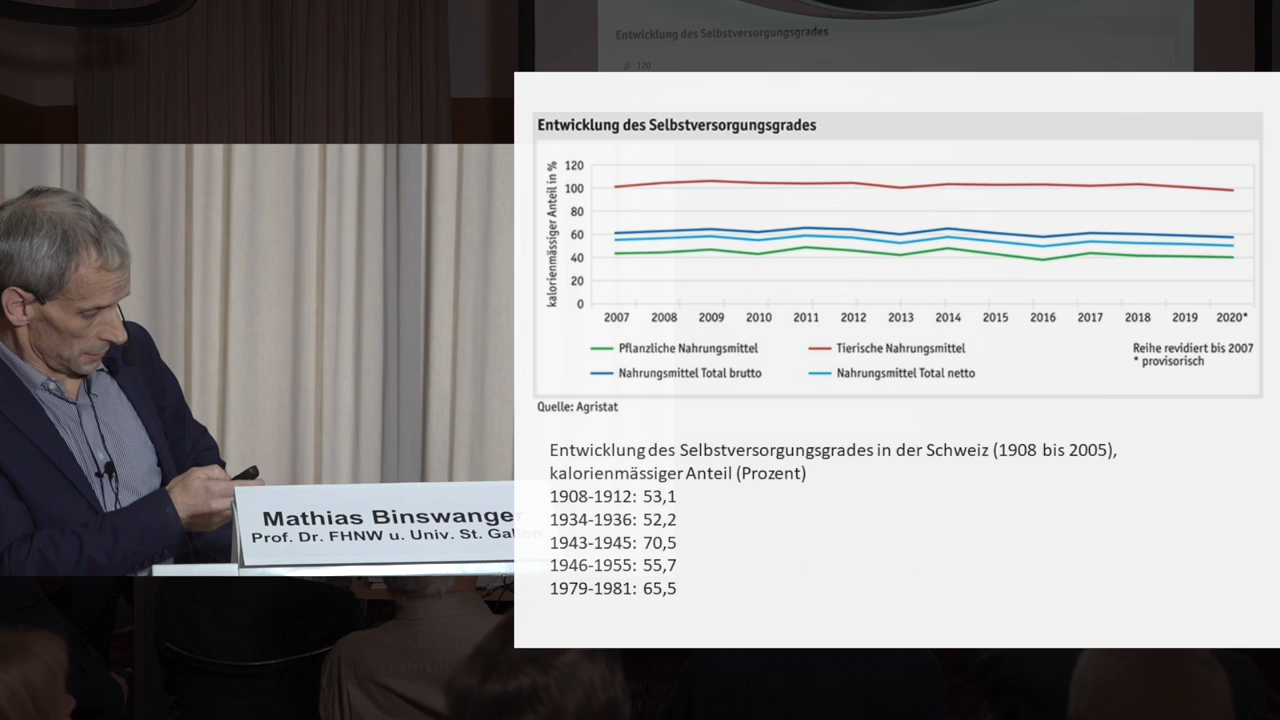 Entwicklung des Selbstversorgungsgrades
120
Entwicklung des Selbstversorgungsgrades
kalorienmässiger Anteil in %
120
100
80
60
40
20
0
2007 2008 2009 2010 2011 2012 2013 2014 2015 2016 2017 2018 2019 2020*
Pflanzliche Nahrungsmittel
Tierische Nahrungsmittel
Reihe revidiert bis 2007
* provisorisch
Nahrungsmittel Total brutto
Nahrungsmittel Total netto
Quelle: Agristat
Entwicklung des Selbstversorgungsgrades in der Schweiz (1908 bis 2005),
kalorienmässiger Anteil (Prozent)
1908-1912: 53,1
1934-1936: 52,2
1943-1945: 70,5
1946-1955: 55,7
1979-1981: 65,5
Mathias Binswanger
Prof. Dr. FHNW u. Univ. St. Gallen